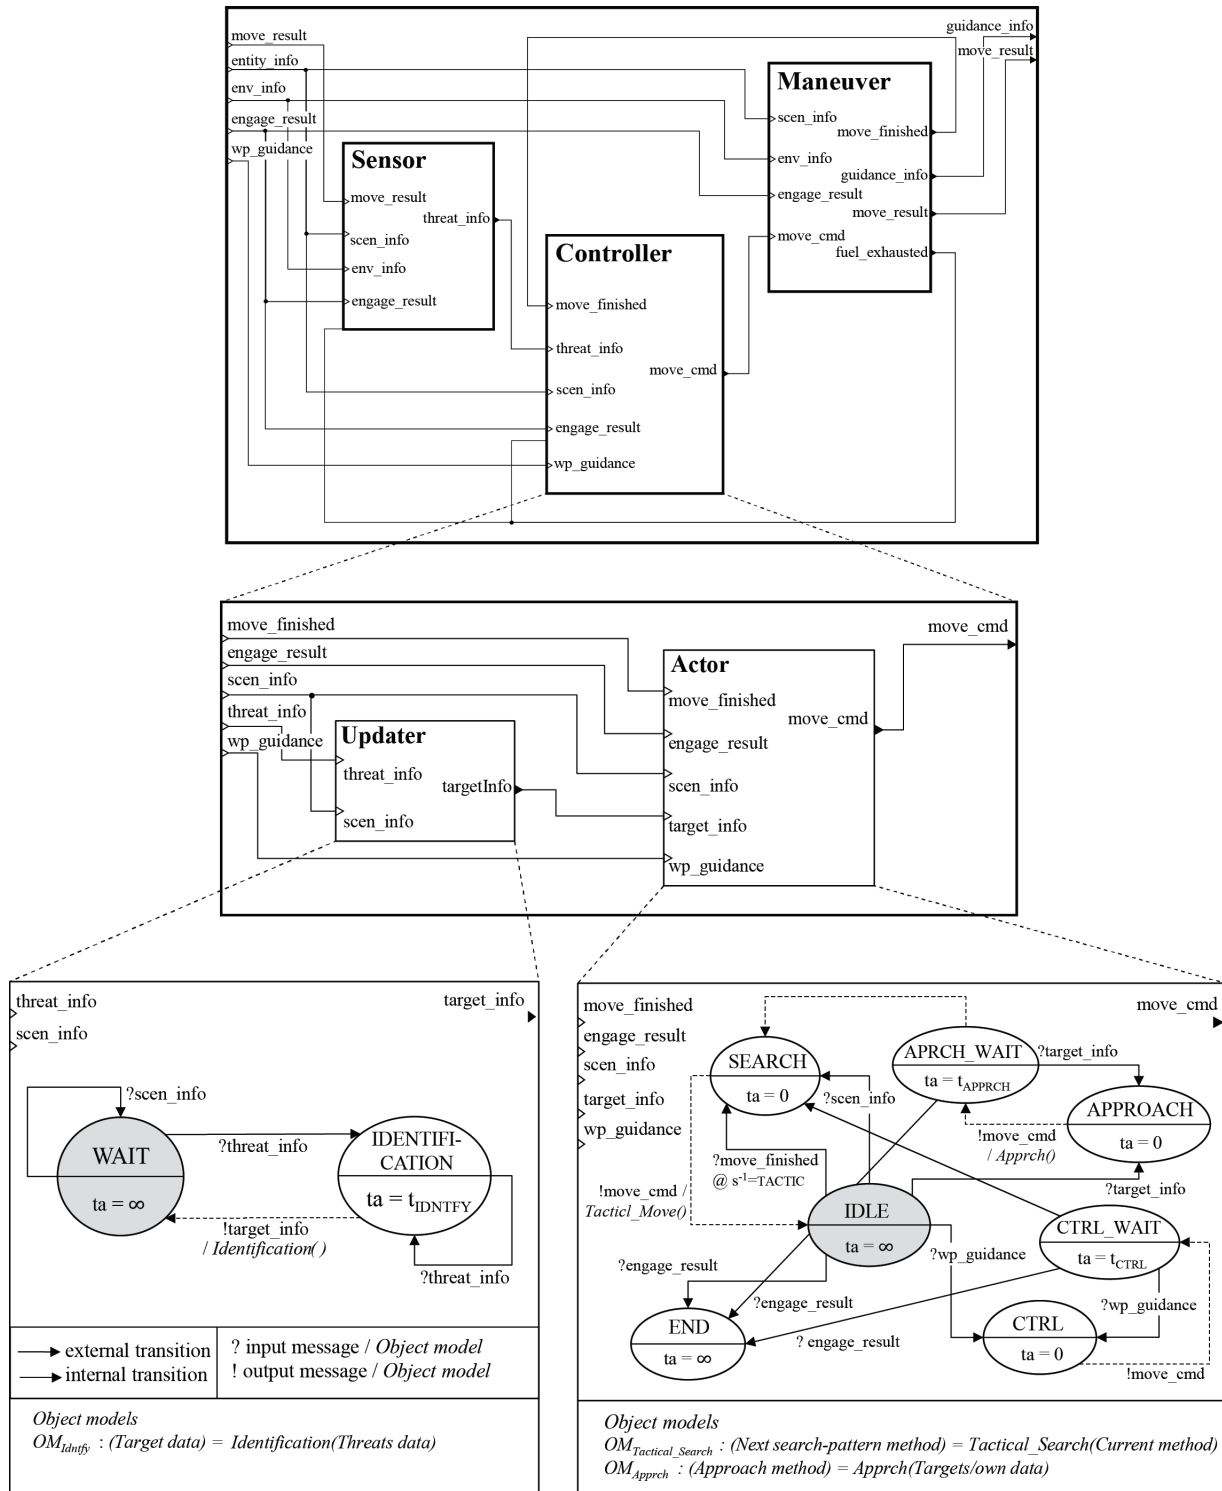 move_result
entity_info
env_info
engage_result
wp_guidance
guidance_info
move_result
Sensor
move_result
scen_info
env_info
engage_result
threat_info
Controller
move_finished
threat_info
scen_info
engage_result
wp_guidance
move_cmd
Maneuver
scen_info
env_info
engage_result
move_cmd
move_finished
guidance_info
move_result
fuel_exhausted
move_finished
engage_result
scen_info
threat_info
wp_guidance
move_cmd
Updater
threat_info
scen_info
targetInfo
Actor
move_finished
engage_result
scen_info
target_info
wp_guidance
move_cmd
threat_info
scen_info
target_info
?scen_info
WAIT
ta = ∞
?threat_info
IDENTIFI-
CATION
ta = tIDNTFY
!target_info
/ Identification( )
?threat_info
external transition
internal transition
? input message / Object model
! output message / Object model
Object models
OMIdntfy : (Target data) = Identification(Threats data)
move_finished
engage_result
scen_info
target_info
wp_guidance
move_cmd
SEARCH
ta = 0
APRCH_WAIT
ta = tAPPRCH
?target_info
APPROACH
ta = 0
?scen_info
!move_cmd
/ Apprch()
?move_finished
@ s-1=TACTIC
!move_cmd /
Tacticl_Move()
?target_info
IDLE
ta = ∞
CTRL_WAIT
ta = tCTRL
?wp_guidance
?engage_result
?engage_result
?wp_guidance
END
ta = ∞
? engage_result
CTRL
ta = 0
!move_cmd
Object models
OMTactical_Search : (Next search-pattern method) = Tactical_Search(Current method)
OMApprch : (Approach method) = Apprch(Targets/own data)